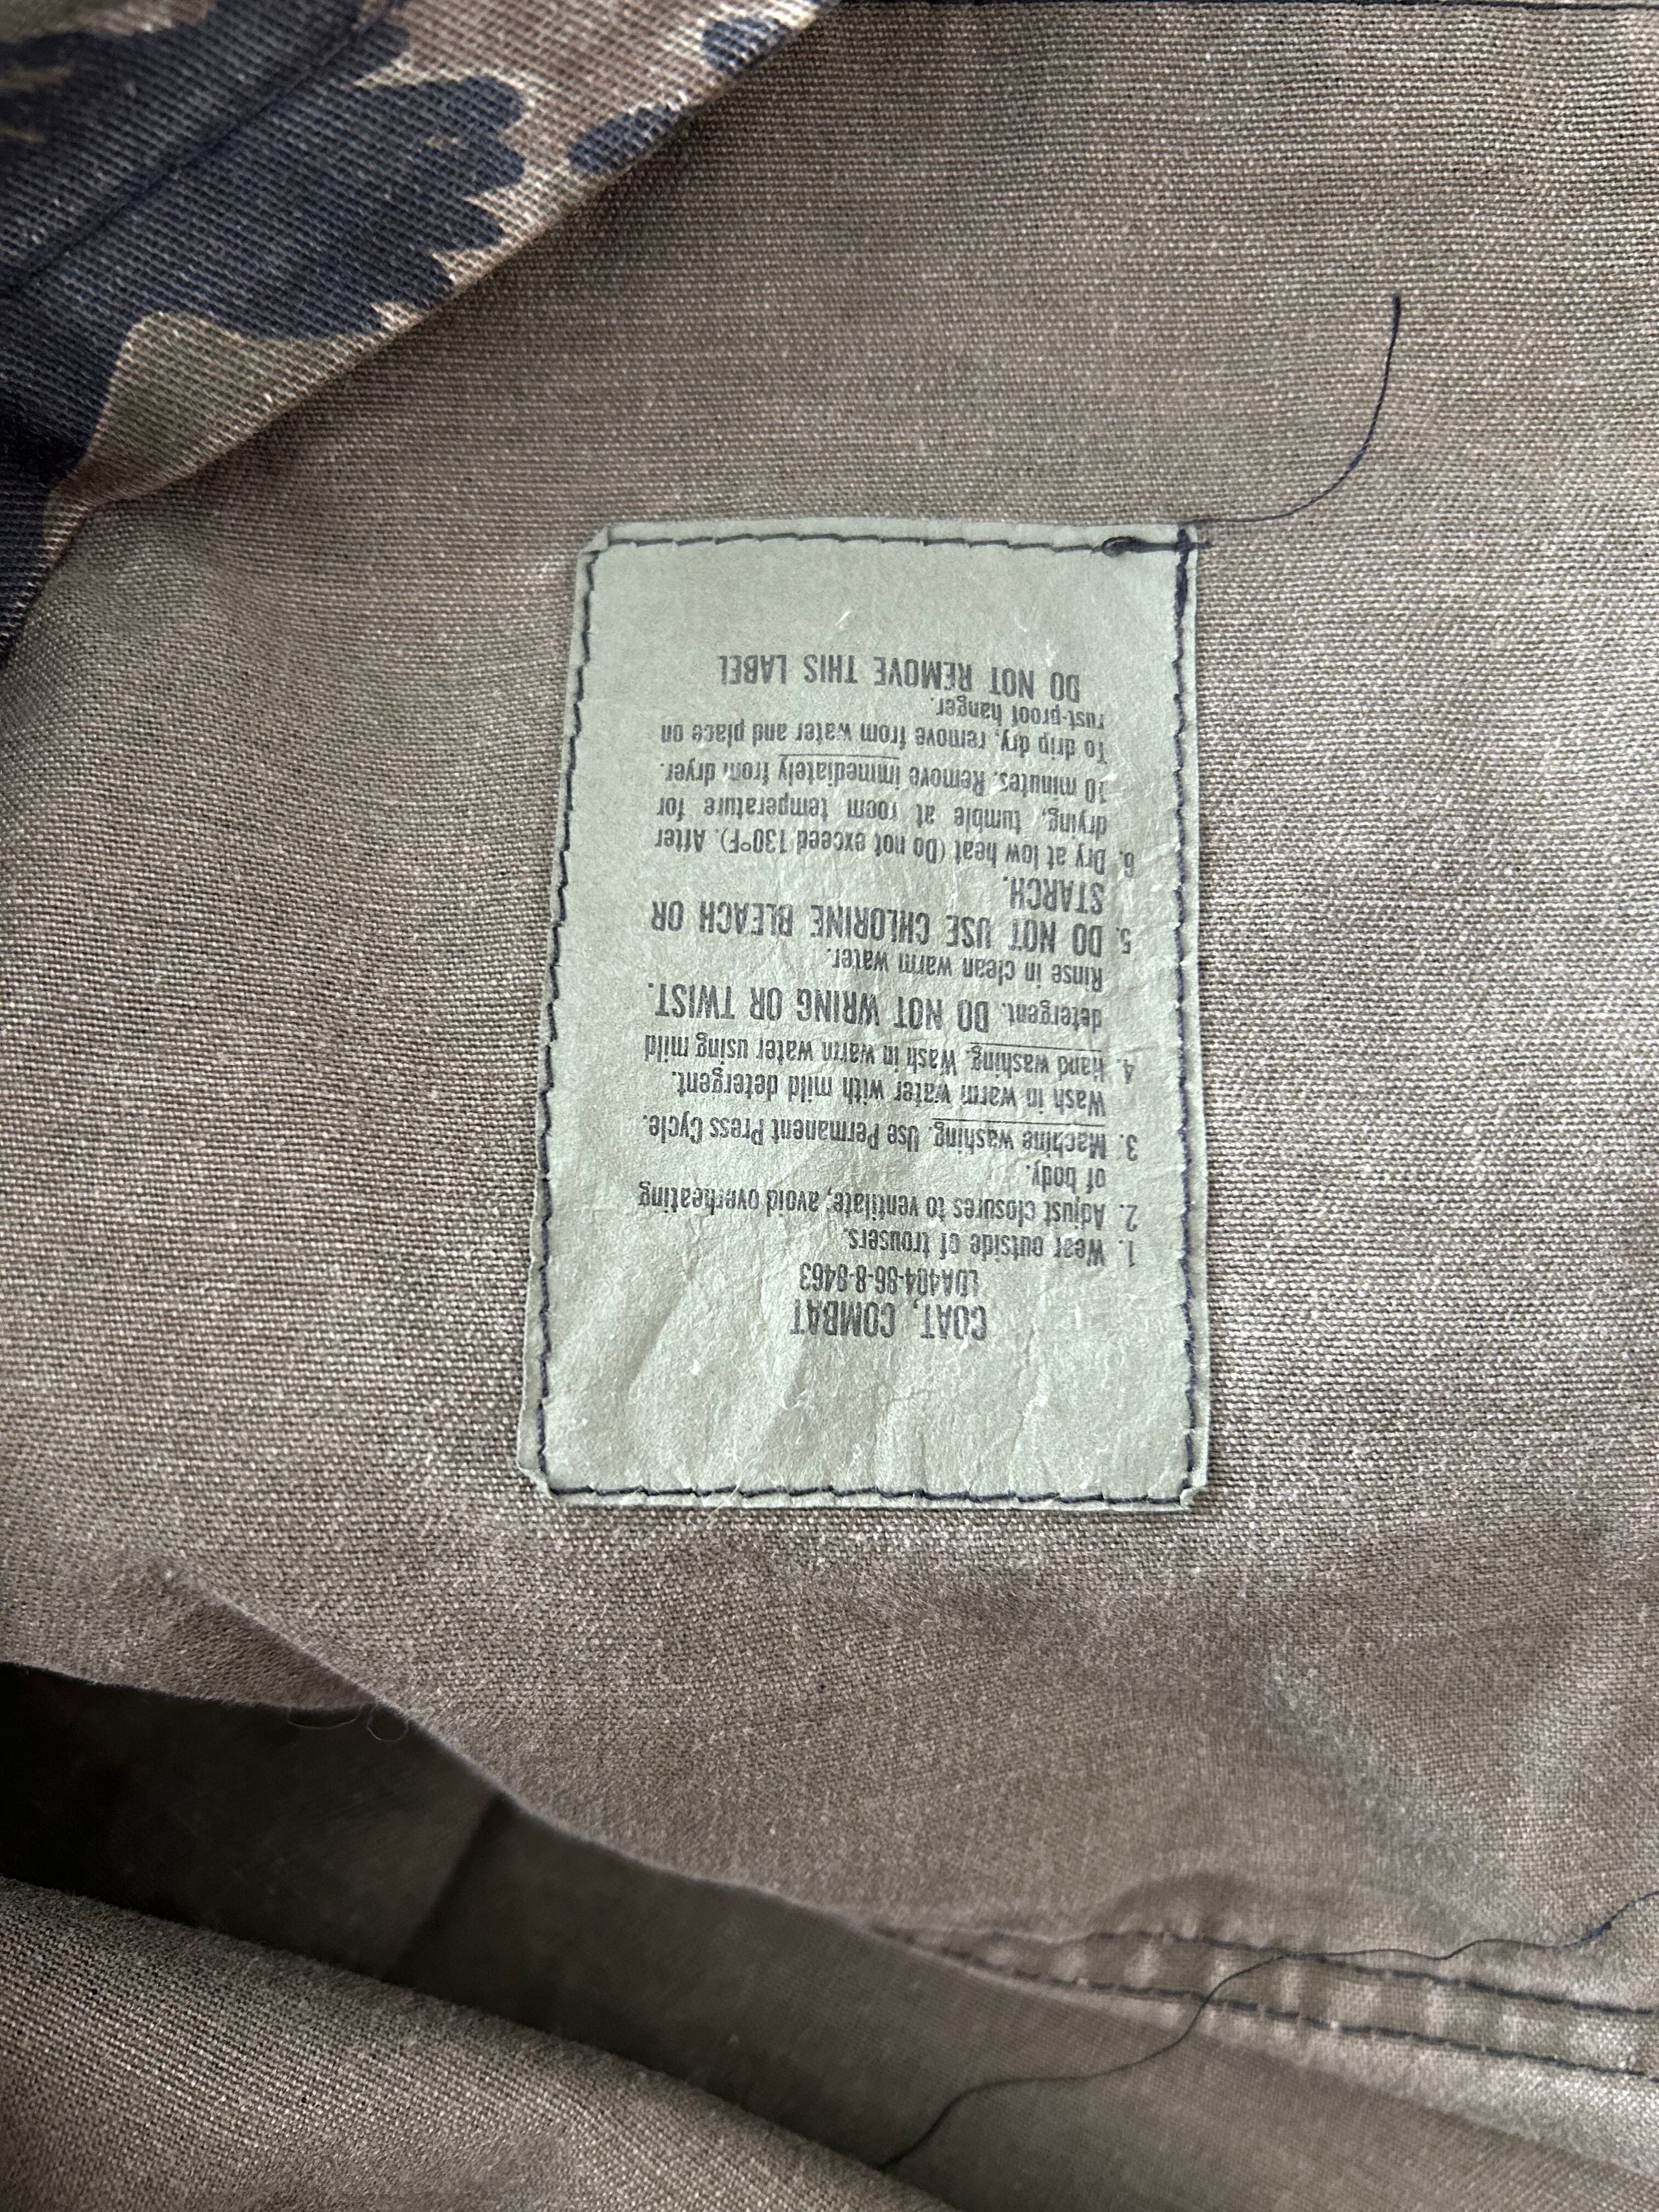 COAT, COMBAT
LDA404-86-8-8463
1. Wear outside of trousers.
2. Adjust closures to ventilate; avoid overheating
of body.
3. Machine washing. Use Permanent Press Cycle.
Wash in warm water with mild detergent.
4. Hand washing. Wash in warm water using mild
detergent. DO NOT WRING OR TWIST.
Rinse in clean warm water.
5. DO NOT USE CHLORINE BLEACH OR
STARCH.
6. Dry at low heat (Do not exceed 130°F). After
drying, tumble at room temperature for
10 minutes. Remove immediately from dryer.
To drip dry, remove from water and place on
rust-proof hanger.
DO NOT REMOVE THIS LABEL